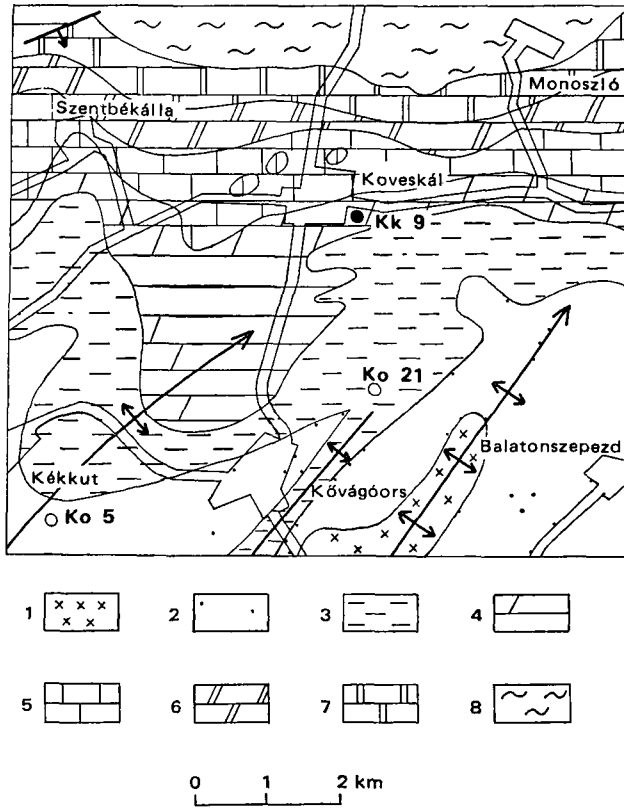 Monoszló
Szentbékálla
Koveskál
Kk 9
Ko 21
Balatonszepezd
Kékkut
Kővágóors
Ko 5
1 2 3 4
5 6 7 8
0 1 2 km